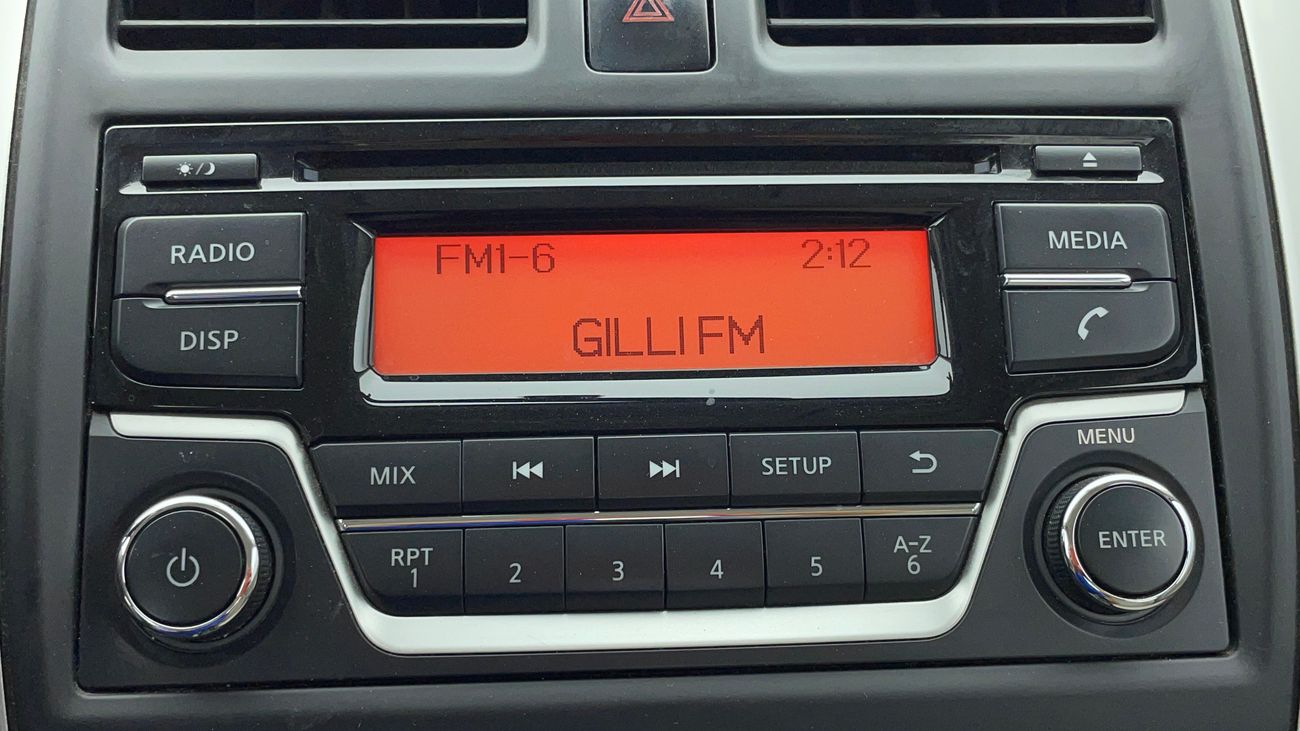 RADIO
DISP
FM1-6 2:12
GILLI FM
MEDIA
MIX
SETUP
MENU
RPT
1
2
3
4
5
A-Z
6
ENTER